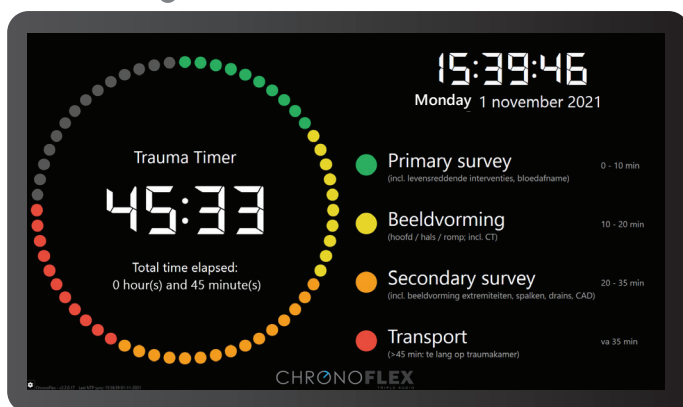 15:39:46
Monday 1 november 2021
Trauma Timer
45:33
Total time elapsed:
0 hour(s) and 45 minute(s)
Primary survey
0 - 10 min
(incl. levensreddende interventies, bloedafname)
Beeldvorming
10 - 20 min
(hoofd / hals / romp; incl. CT)
Secondary survey
20 - 35 min
(incl. beeldvorming extremiteiten, spalken, drains, CAD)
Transport
va 35 min
(>45 min: te lang op traumakamer)
CHRONOFLEX
TRIPLE AUDIO